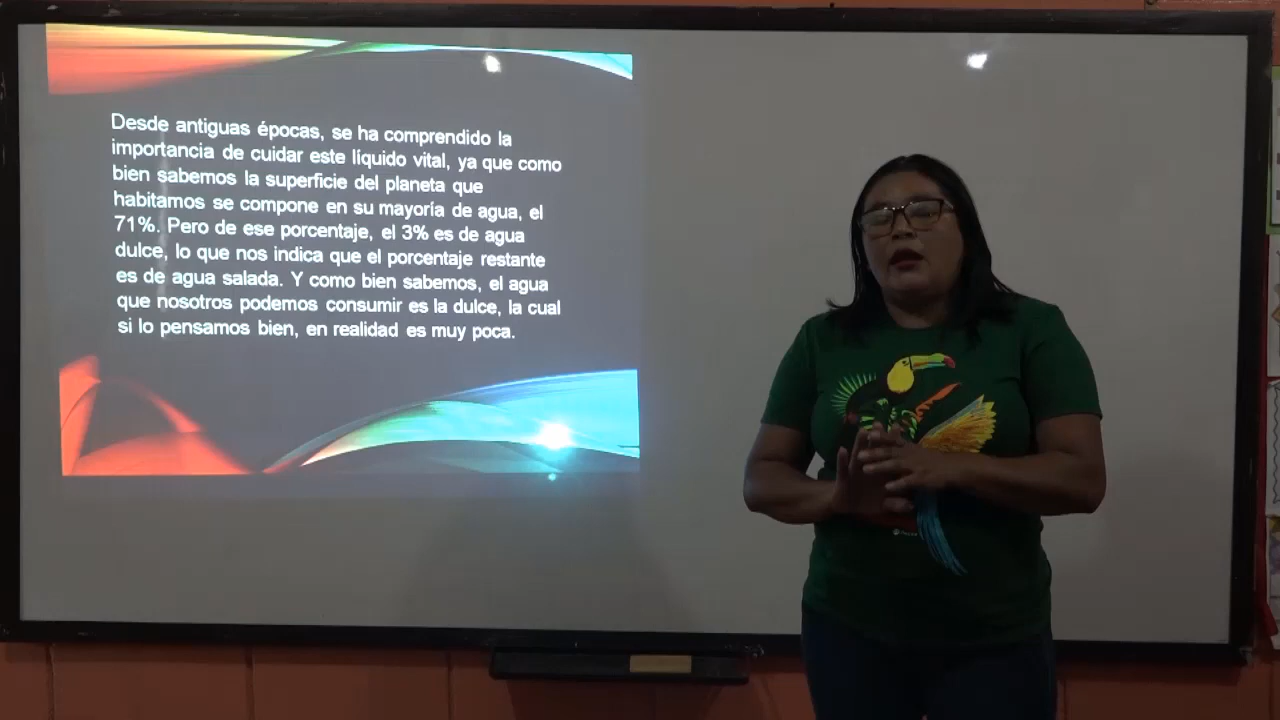 Desde antiguas épocas, se ha comprendido la
importancia de cuidar este líquido vital, ya que como
bien sabemos la superficie del planeta que
habitamos se compone en su mayoría de agua, el
71%. Pero de ese porcentaje, el 3% es de agua
dulce, lo que nos indica que el porcentaje restante
es de agua salada. Y como bien sabemos, el agua
que nosotros podemos consumir es la dulce, la cual
si lo pensamos bien, en realidad es muy poca.